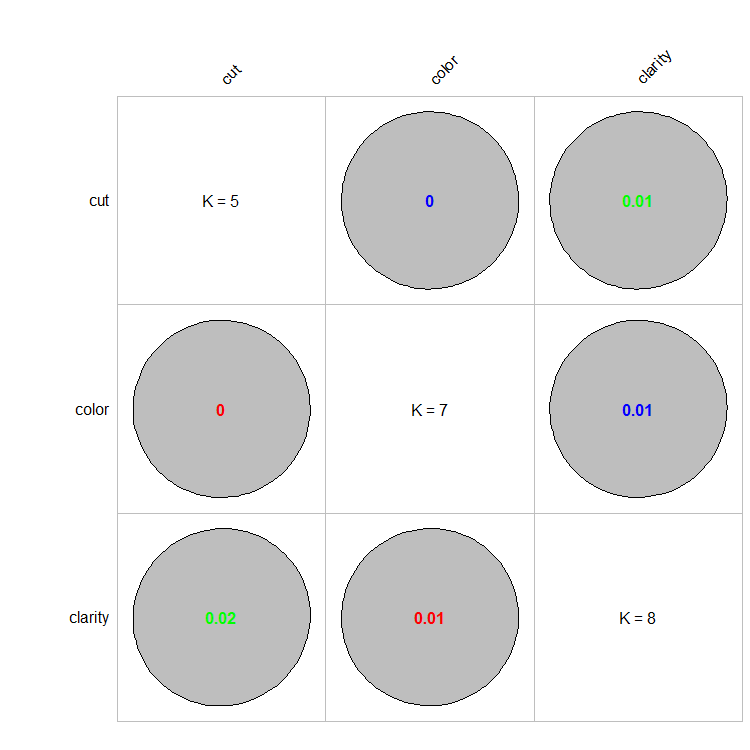 cut color clarity
cut K = 5 0 0.01
color 0 K = 7 0.01
clarity 0.02 0.01 K = 8